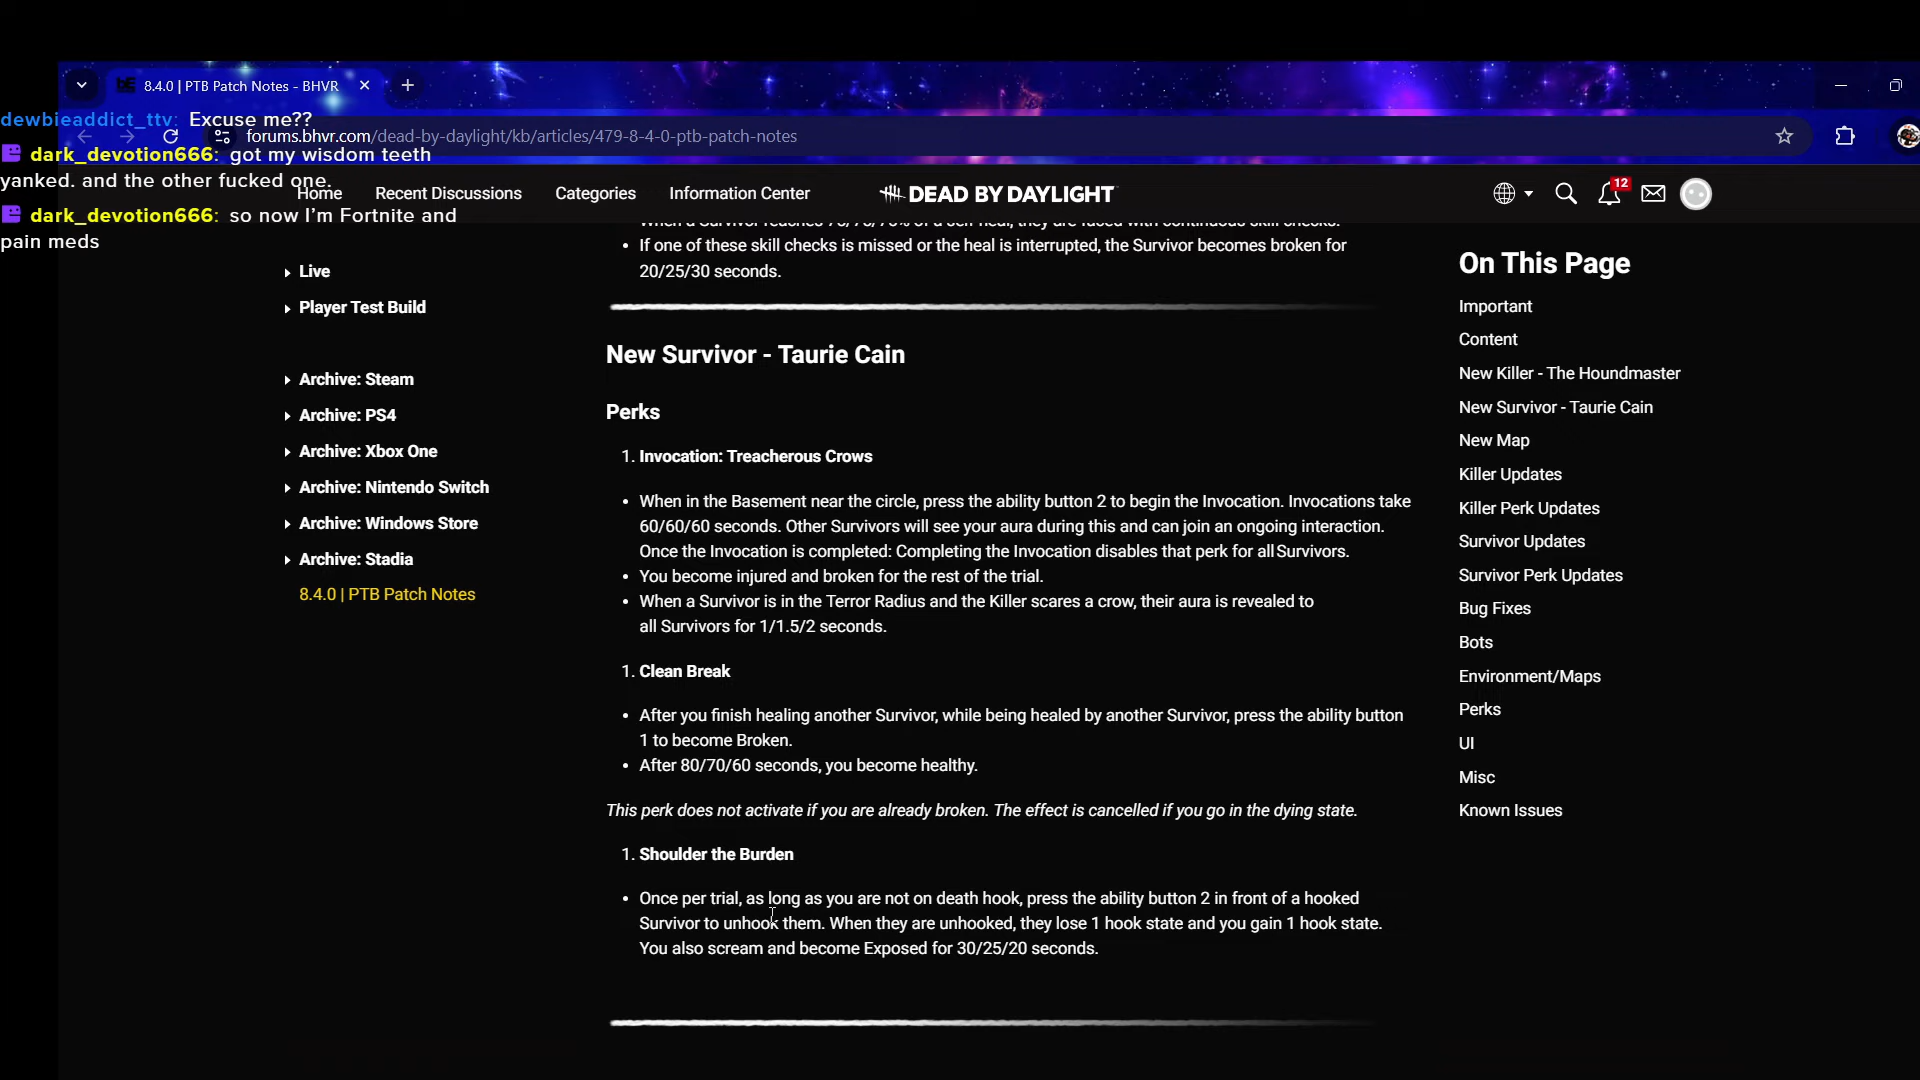 8.4.0 | PTB Patch Notes - BHVR
dewbieaddict_ttv: Excuse me??
forums.bhvr.com/dead-by-daylight/kb/articles/479-8-4-0-ptb-patch-notes
dark_devotion666: got my wisdom teeth
yanked. and the other fucked one.
dark_devotion666: so now I'm Fortnite and
pain meds
Home
Recent Discussions
Categories
Information Center
DEAD BY DAYLIGHT
12
Live
Player Test Build
Archive: Steam
Archive: PS4
Archive: Xbox One
Archive: Nintendo Switch
Archive: Windows Store
Archive: Stadia
8.4.0 | PTB Patch Notes
When a Survivor reaches 70/70/70% of a self-heal, they are faced with continuous skill checks.
• If one of these skill checks is missed or the heal is interrupted, the Survivor becomes broken for
20/25/30 seconds.
New Survivor - Taurie Cain
Perks
1. Invocation: Treacherous Crows
• When in the Basement near the circle, press the ability button 2 to begin the Invocation. Invocations take
60/60/60 seconds. Other Survivors will see your aura during this and can join an ongoing interaction.
Once the Invocation is completed: Completing the Invocation disables that perk for all Survivors.
• You become injured and broken for the rest of the trial.
• When a Survivor is in the Terror Radius and the Killer scares a crow, their aura is revealed to
all Survivors for 1/1.5/2 seconds.
1. Clean Break
• After you finish healing another Survivor, while being healed by another Survivor, press the ability button
1 to become Broken.
• After 80/70/60 seconds, you become healthy.
This perk does not activate if you are already broken. The effect is cancelled if you go in the dying state.
1. Shoulder the Burden
• Once per trial, as long as you are not on death hook, press the ability button 2 in front of a hooked
Survivor to unhook them. When they are unhooked, they lose 1 hook state and you gain 1 hook state.
You also scream and become Exposed for 30/25/20 seconds.
On This Page
Important
Content
New Killer - The Houndmaster
New Survivor - Taurie Cain
New Map
Killer Updates
Killer Perk Updates
Survivor Updates
Survivor Perk Updates
Bug Fixes
Bots
Environment/Maps
Perks
UI
Misc
Known Issues